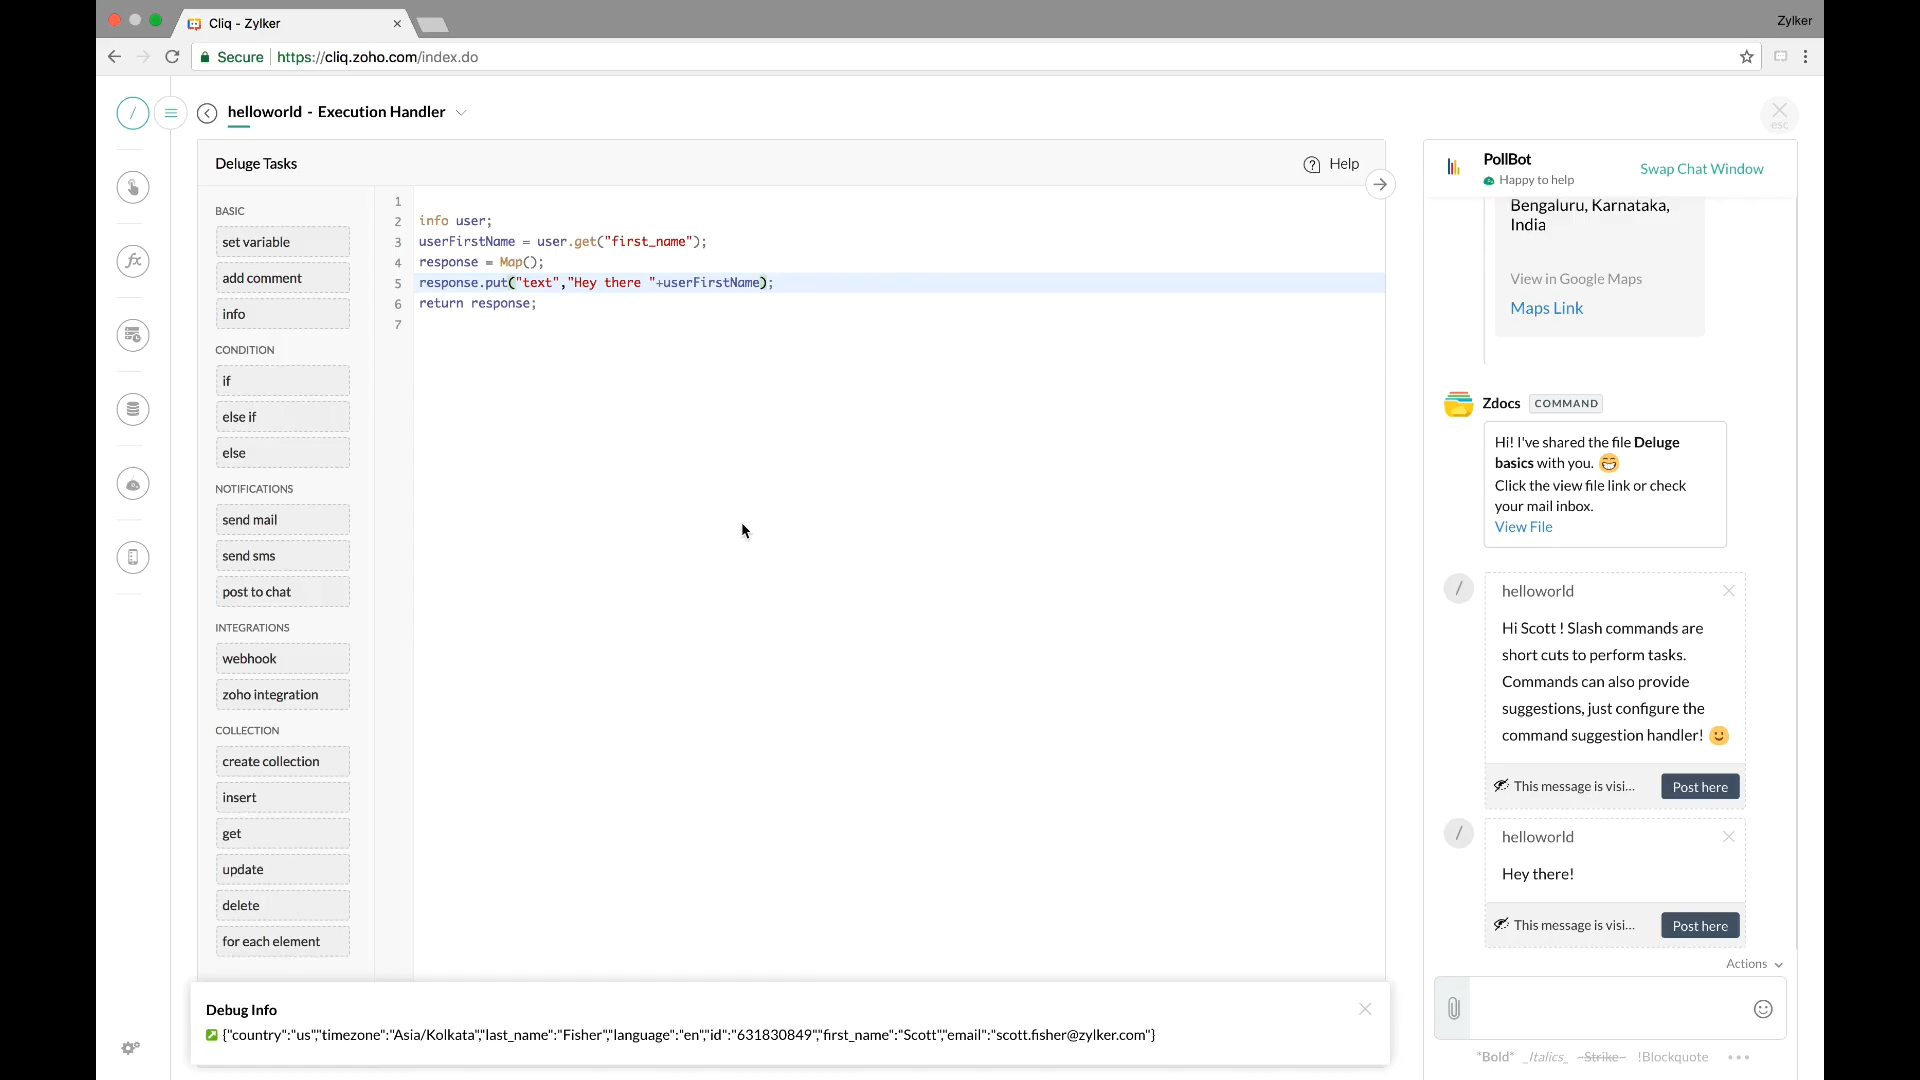 Cliq - Zylker
Zylker
Secure
https://cliq.zoho.com/index.do
/
helloworld - Execution Handler
esc
Deluge Tasks
Help
BASIC
set variable
add comment
info
CONDITION
if
else if
else
NOTIFICATIONS
send mail
send sms
post to chat
INTEGRATIONS
webhook
zoho integration
COLLECTION
create collection
insert
get
update
delete
for each element
fx
1
2 info user;
3 userFirstName = user.get("first_name");
4 response = Map();
5 response.put("text","Hey there "+userFirstName);
6 return response;
7
PollBot
Happy to help
Swap Chat Window
Bengaluru, Karnataka,
India
View in Google Maps
Maps Link
Zdocs COMMAND
Hi! I've shared the file Deluge
basics with you.
Click the view file link or check
your mail inbox.
View File
/
helloworld
Hi Scott ! Slash commands are
short cuts to perform tasks.
Commands can also provide
suggestions, just configure the
command suggestion handler!
This message is visi...
Post here
/
helloworld
Hey there!
This message is visi...
Post here
Actions
*Bold* _Italics_ ~Strike~ !Blockquote
Debug Info
{"country":"us","timezone":"Asia/Kolkata","last_name":"Fisher","language":"en","id":"631830849","first_name":"Scott","email":"scott.fisher@zylker.com"}